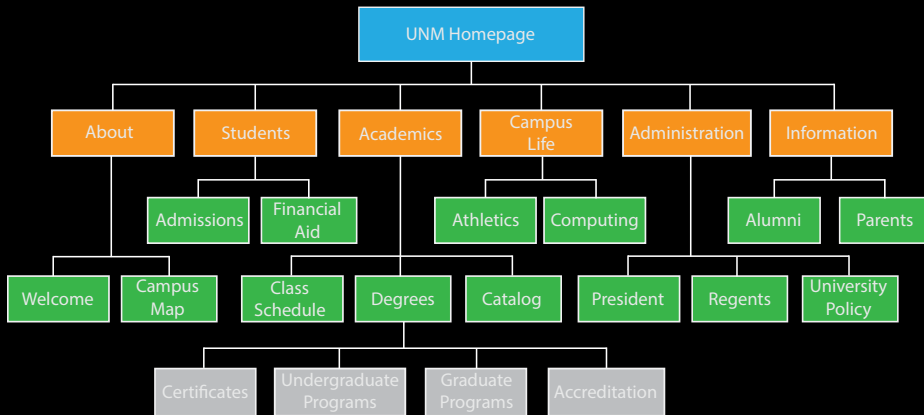 UNM Homepage
About
Students
Academics
Campus
Life
Administration
Information
Admissions
Financial
Aid
Athletics
Computing
Alumni
Parents
Welcome
Campus
Map
Class
Schedule
Degrees
Catalog
President
Regents
University
Policy
Certificates
Undergraduate
Programs
Graduate
Programs
Accreditation